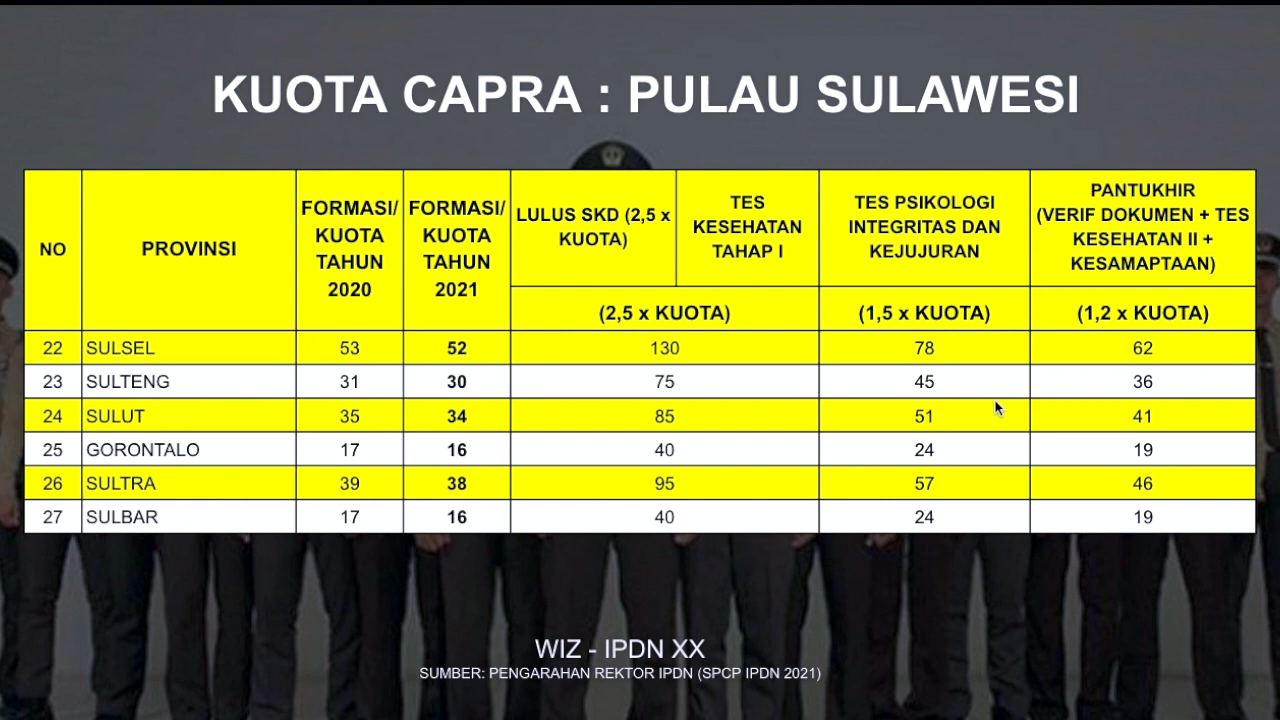 KUOTA CAPRA : PULAU SULAWESI
NO
PROVINSI
FORMASI/
KUOTA
TAHUN
2020
FORMASI/
KUOTA
TAHUN
2021
LULUS SKD (2,5 x
KUOTA)
TES
KESEHATAN
TAHAP I
TES PSIKOLOGI
INTEGRITAS DAN
KEJUJURAN
PANTUKHIR
(VERIF DOKUMEN + TES
KESEHATAN II +
KESAMAPTAAN)
(2,5 x KUOTA) (1,5 x KUOTA) (1,2 x KUOTA)
22 SULSEL 53 52 130 78 62
23 SULTENG 31 30 75 45 36
24 SULUT 35 34 85 51 41
25 GORONTALO 17 16 40 24 19
26 SULTRA 39 38 95 57 46
27 SULBAR 17 16 40 24 19
WIZ - IPDN XX
SUMBER: PENGARAHAN REKTOR IPDN (SPCP IPDN 2021)